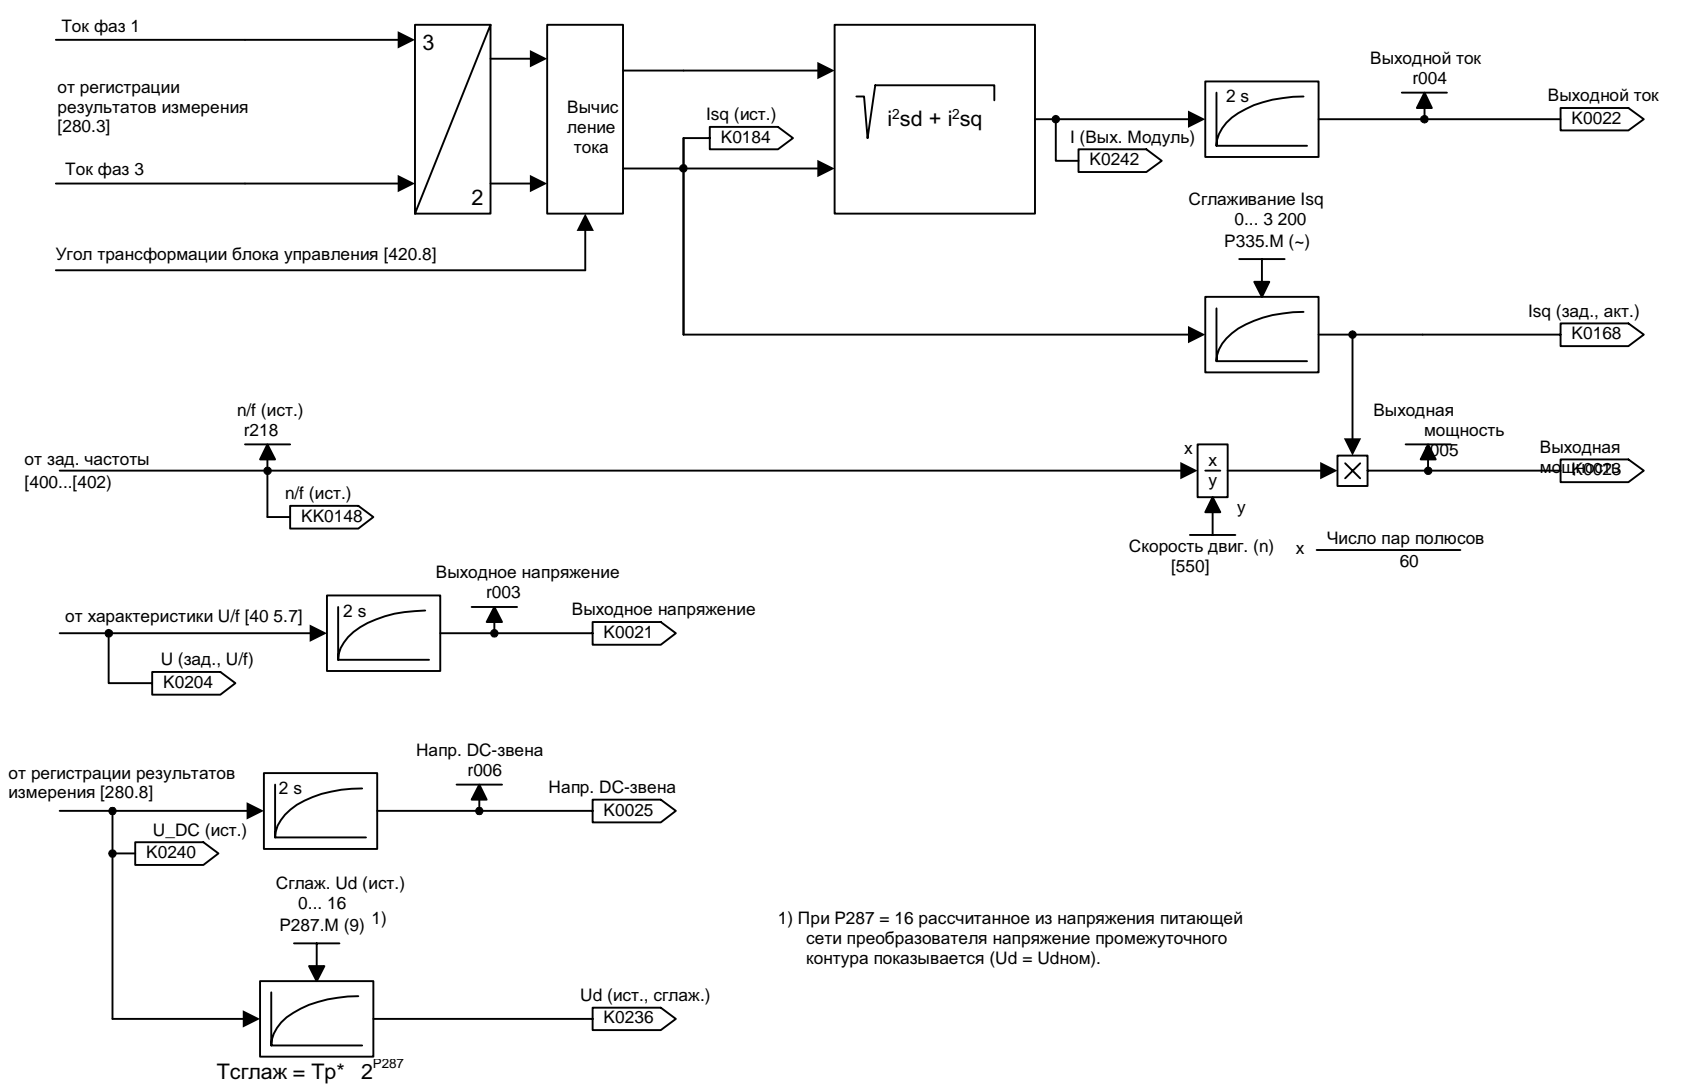 Ток фаз 1
от регистрации
результатов измерения
[280.3]
Ток фаз 3
3
2
Вычис
ление
тока
Угол трансформации блока управления [420.8]
Isq (ист.)
K0184
√ i²sd + i²sq
I (Вых. Модуль)
K0242
2 s
Выходной ток
r004
Выходной ток
K0022
Сглаживание Isq
0... 3 200
P335.M (~)
Isq (зад., акт.)
K0168
n/f (ист.)
r218
от зад. частоты
[400...[402)
n/f (ист.)
KK0148
x
x
y
y
Скорость двиг. (n)
[550]
x
Число пар полюсов
60
Выходная
мощность
005
Выходная
мощность
K0023
от характеристики U/f [40 5.7]
U (зад., U/f)
K0204
2 s
Выходное напряжение
r003
Выходное напряжение
K0021
от регистрации результатов
измерения [280.8]
U_DC (ист.)
K0240
2 s
Напр. DC-звена
r006
Напр. DC-звена
K0025
Сглаж. Ud (ист.)
0... 16
P287.M (9) 1)
Ud (ист., сглаж.)
K0236
Tсглаж = Tp* 2^P287
1) При P287 = 16 рассчитанное из напряжения питающей
сети преобразователя напряжение промежуточного
контура показывается (Ud = Udном).